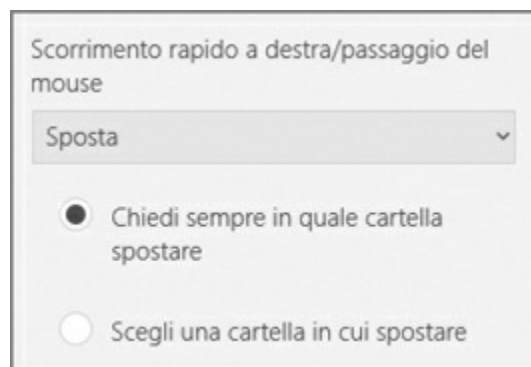 Scorrimento rapido a destra/passaggio del
mouse
Sposta
Chiedi sempre in quale cartella
spostare
Scegli una cartella in cui spostare